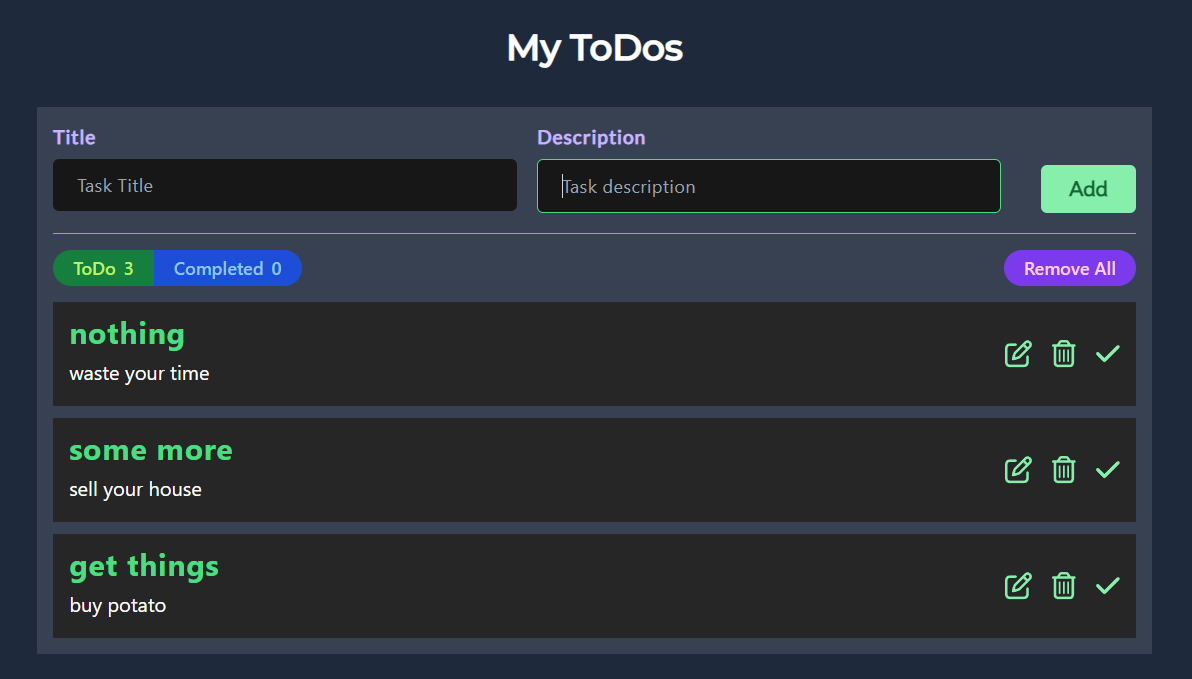 My ToDos
Title
Description
Task Title
Task description
Add
ToDo 3
Completed 0
Remove All
nothing
waste your time
some more
sell your house
get things
buy potato